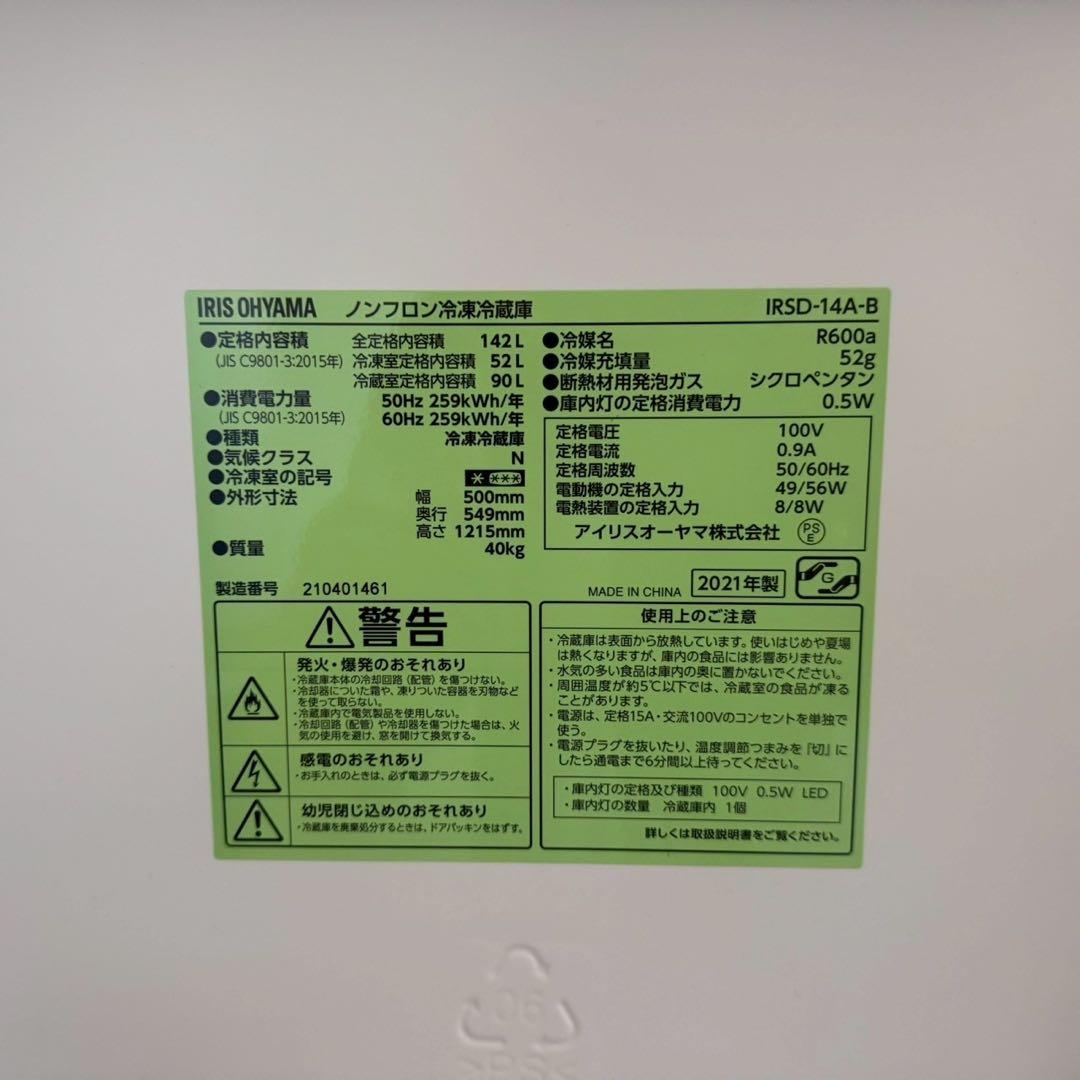 IRIS OHYAMA ノンフロン冷凍冷蔵庫 IRSD-14A-B
●定格内容積 全定格内容積 142 L
(JIS C9801-3:2015年) 冷凍室定格内容積 52 L
冷蔵室定格内容積 90 L
●消費電力量 50Hz 259kWh/年
(JIS C9801-3:2015年) 60Hz 259kWh/年
●種類 冷凍冷蔵庫
●気候クラス N
●冷凍室の記号
●外形寸法 幅 500mm
奥行 549mm
高さ 1215mm
●質量 40kg
製造番号 210401461
●冷媒名 R600a
●冷媒充填量 52g
●断熱材用発泡ガス シクロペンタン
●庫内灯の定格消費電力 0.5W
定格電圧 100V
定格電流 0.9A
定格周波数 50/60Hz
電動機の定格入力 49/56W
電熱装置の定格入力 8/8W
アイリスオーヤマ株式会社 PS E
MADE IN CHINA 2021年製 G
警告
発火・爆発のおそれあり
・冷蔵庫本体の冷却回路(配管)を傷つけない。
・冷却器についた霜や、凍りついた容器を刃物など
を使って取らない。
・冷蔵庫内で電気製品を使用しない。
・冷却回路(配管)や冷却器を傷つけた場合は、火
気の使用を避け、窓を開けて換気する。
感電のおそれあり
・お手入れのときは、必ず電源プラグを抜く。
幼児閉じ込めのおそれあり
・冷蔵庫を廃棄処分するときは、ドアパッキンをはずす。
使用上のご注意
・冷蔵庫は表面から放熱しています。使いはじめや夏場
は熱くなりますが、庫内の食品には影響ありません。
・水気の多い食品は庫内の奥に置かないでください。
・周囲温度が約5℃以下では、冷蔵室の食品が凍る
ことがあります。
・電源は、定格15A・交流100Vのコンセントを単独で
使う。
・電源プラグを抜いたり、温度調節つまみを『切』に
したら通電まで6分間以上待ってください。
・庫内灯の定格及び種類 100V 0.5W LED
・庫内灯の数量 冷蔵庫内 1個
詳しくは取扱説明書をご覧ください。
06
>PS<